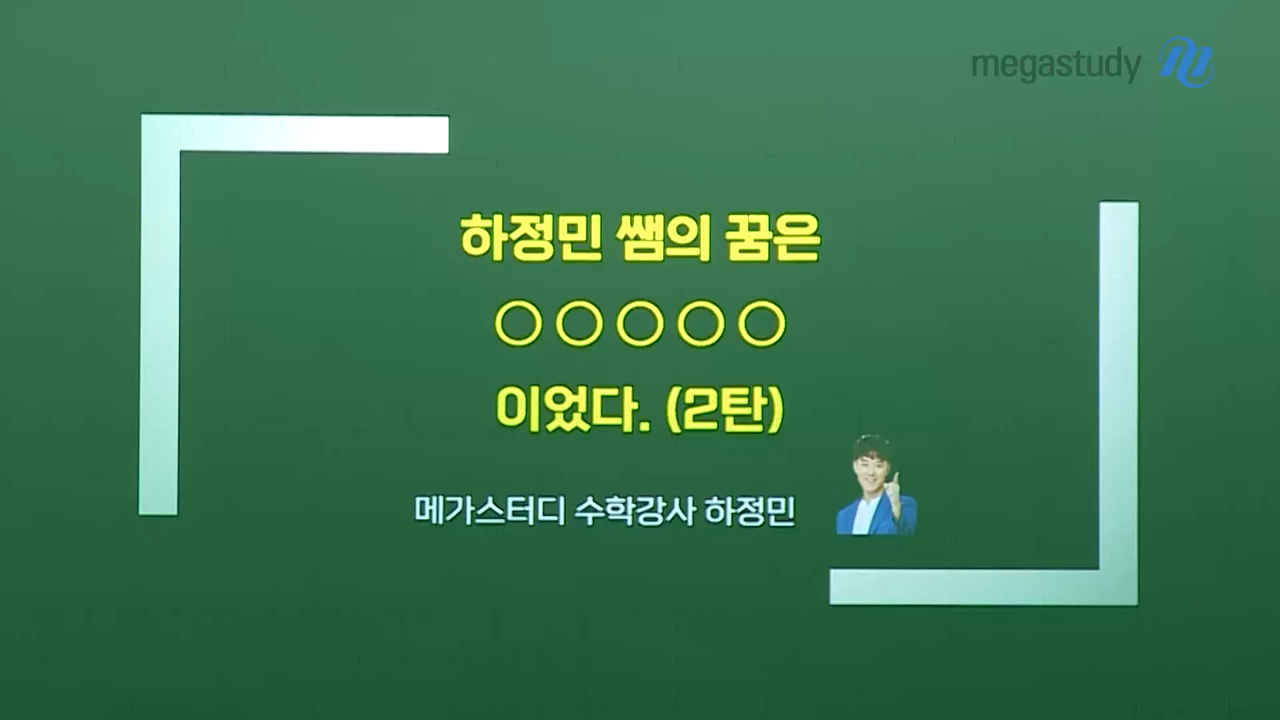 megastudy
하정민 쌤의 꿈은
○○○○○
이었다. (2탄)
메가스터디 수학강사 하정민